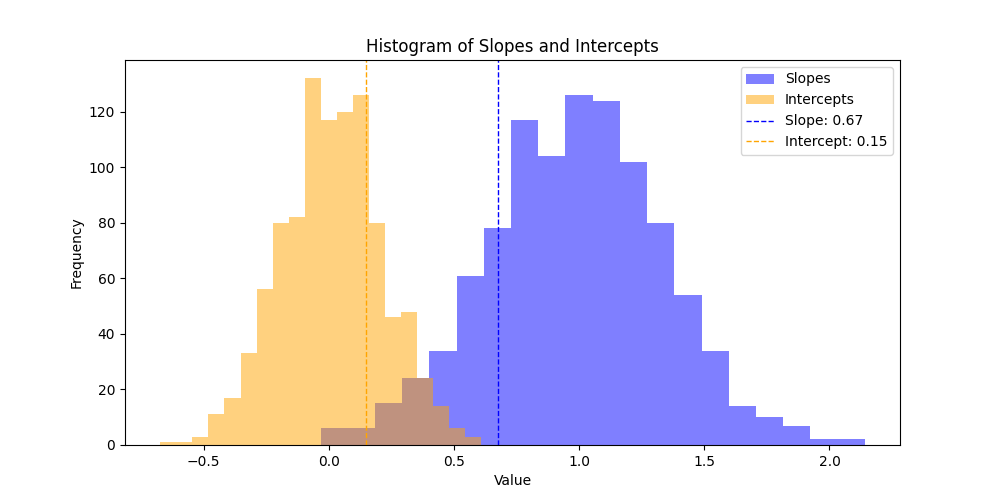 Histogram of Slopes and Intercepts
Slopes
Intercepts
Slope: 0.67
Intercept: 0.15
Frequency
120
100
80
60
40
20
0
−0.5
0.0
0.5
1.0
1.5
2.0
Value